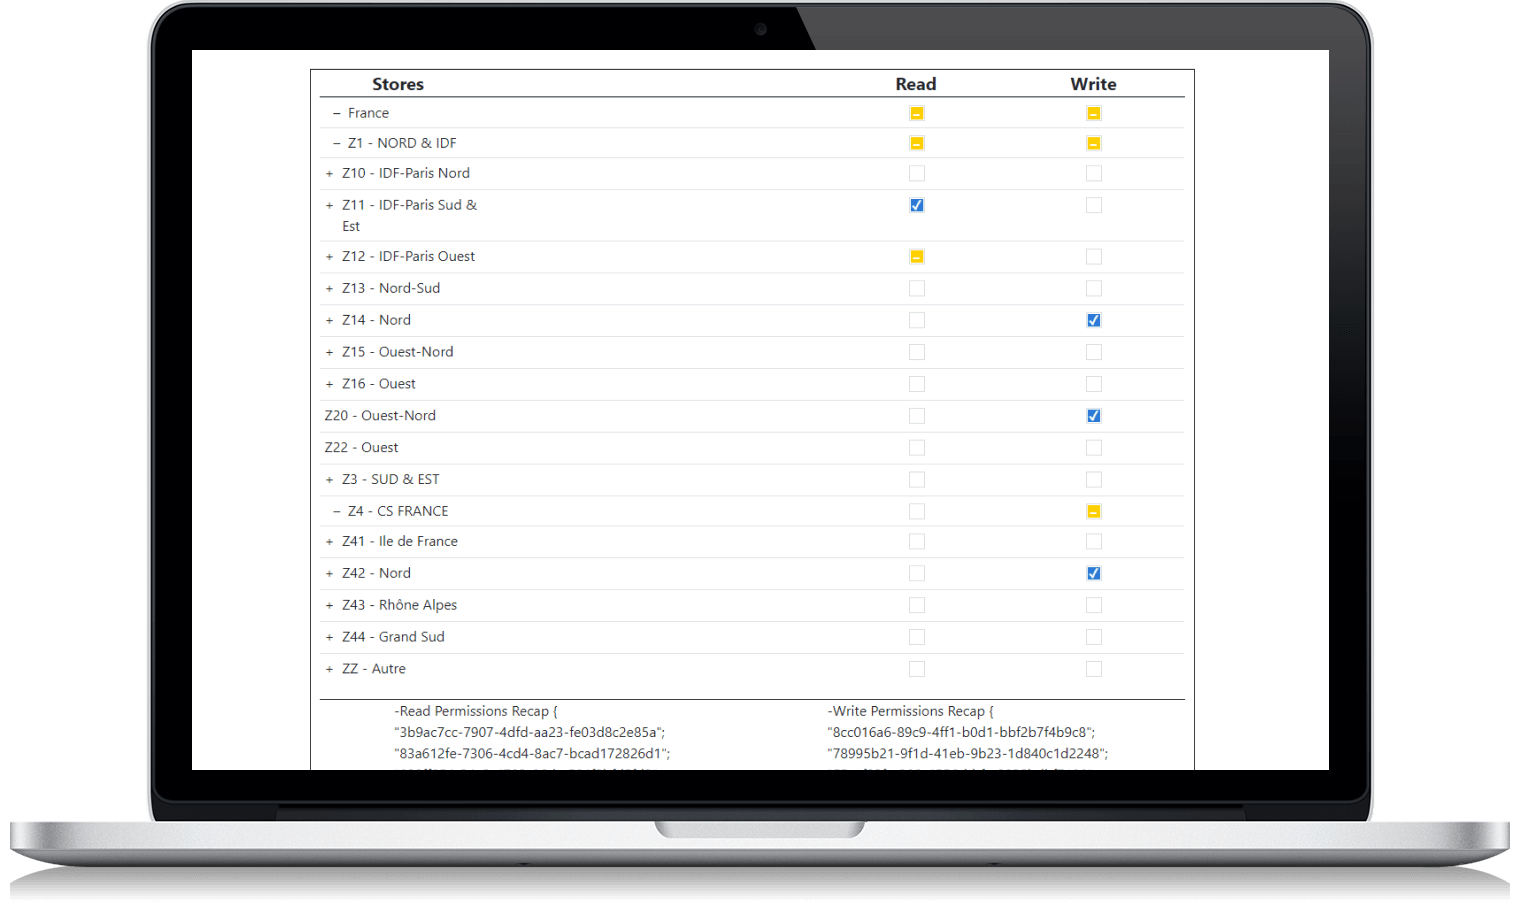 Stores Read Write
– France
– Z1 - NORD & IDF
+ Z10 - IDF-Paris Nord
+ Z11 - IDF-Paris Sud &
Est
+ Z12 - IDF-Paris Ouest
+ Z13 - Nord-Sud
+ Z14 - Nord
+ Z15 - Ouest-Nord
+ Z16 - Ouest
Z20 - Ouest-Nord
Z22 - Ouest
+ Z3 - SUD & EST
– Z4 - CS FRANCE
+ Z41 - Ile de France
+ Z42 - Nord
+ Z43 - Rhône Alpes
+ Z44 - Grand Sud
+ ZZ - Autre
-Read Permissions Recap {
"3b9ac7cc-7907-4dfd-aa23-fe03d8c2e85a";
"83a612fe-7306-4cd4-8ac7-bcad172826d1";
-Write Permissions Recap {
"8cc016a6-89c9-4ff1-b0d1-bbf2b7f4b9c8";
"78995b21-9f1d-41eb-9b23-1d840c1d2248";